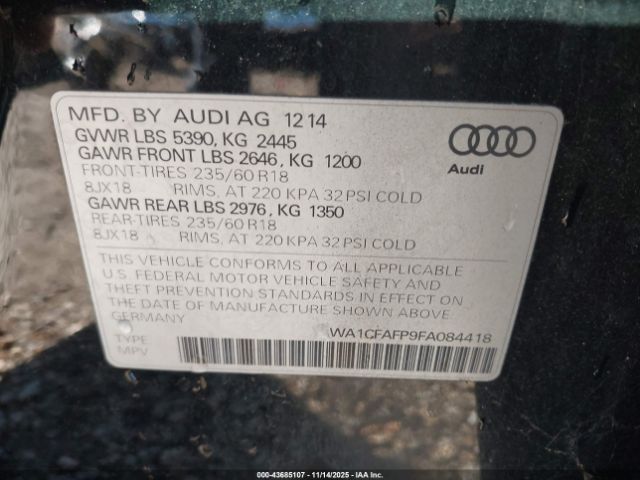 MFD. BY AUDI AG 12 14
GVWR LBS 5390, KG 2445
GAWR FRONT LBS 2646, KG 1200
FRONT-TIRES 235/60 R18
8JX18 RIMS, AT 220 KPA 32 PSI COLD
GAWR REAR LBS 2976, KG 1350
REAR-TIRES 235/60 R18
8JX18 RIMS, AT 220 KPA 32 PSI COLD
Audi
THIS VEHICLE CONFORMS TO ALL APPLICABLE
U.S. FEDERAL MOTOR VEHICLE SAFETY AND
THEFT PREVENTION STANDARDS IN EFFECT ON
THE DATE OF MANUFACTURE SHOWN ABOVE
GERMANY
WA1CFAFP9FA084418
TYPE
MPV
000-43685107 11/14/2025 ©IAA Inc.